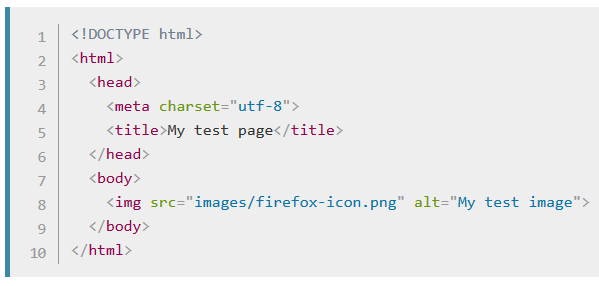 1 <!DOCTYPE html>
2 <html>
3   <head>
4     <meta charset="utf-8">
5     <title>My test page</title>
6   </head>
7   <body>
8     <img src="images/firefox-icon.png" alt="My test image">
9   </body>
10 </html>